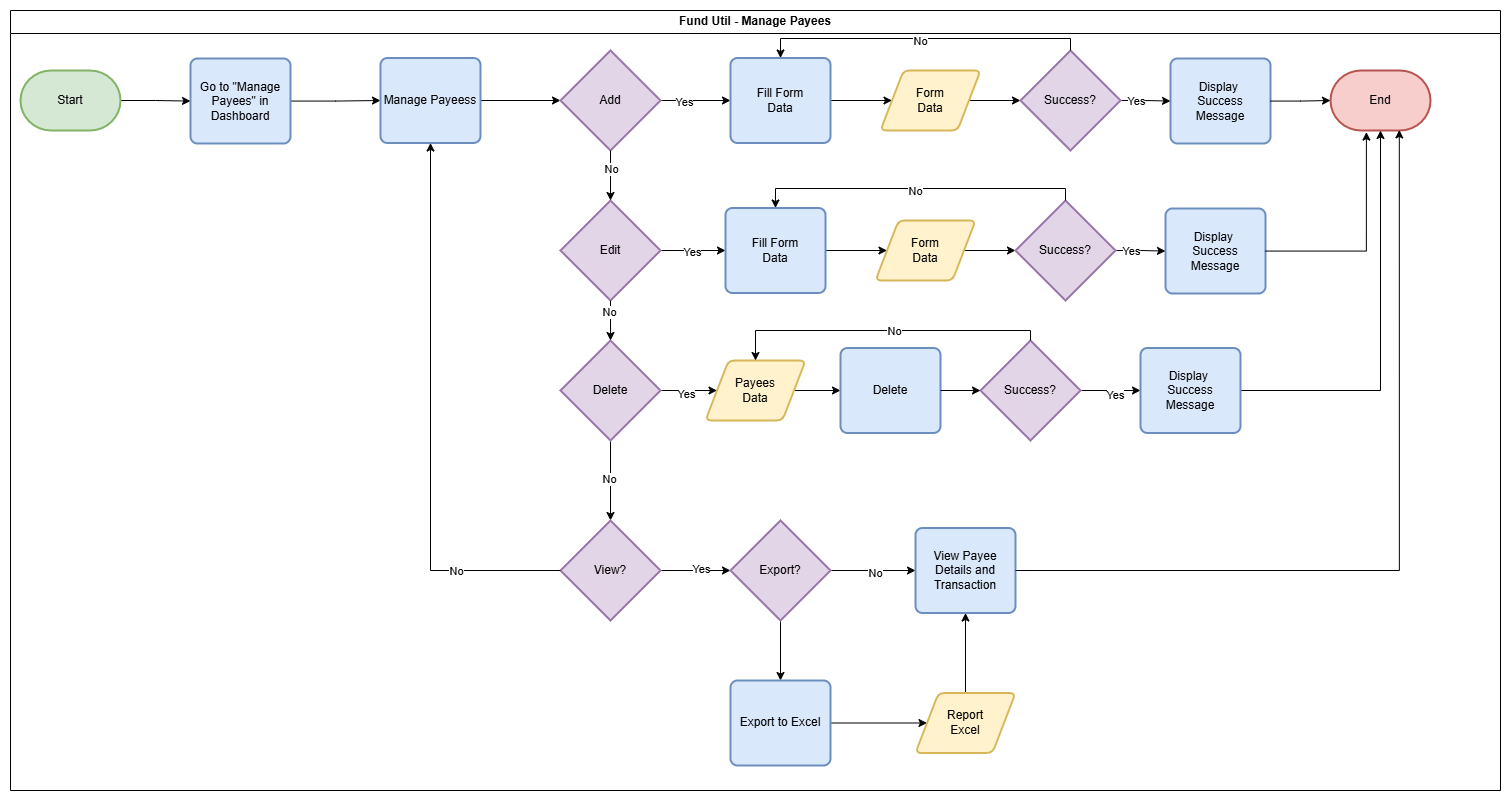 Fund Util - Manage Payees
Start
Go to "Manage
Payees" in
Dashboard
Manage Payeess
Add
Yes
Fill Form
Data
Form
Data
Success?
No
Yes
Display
Success
Message
End
No
Edit
Yes
Fill Form
Data
Form
Data
Success?
No
Yes
Display
Success
Message
No
Delete
Yes
Payees
Data
Delete
Success?
No
Yes
Display
Success
Message
No
View?
No
Yes
Export?
No
View Payee
Details and
Transaction
Export to Excel
Report
Excel